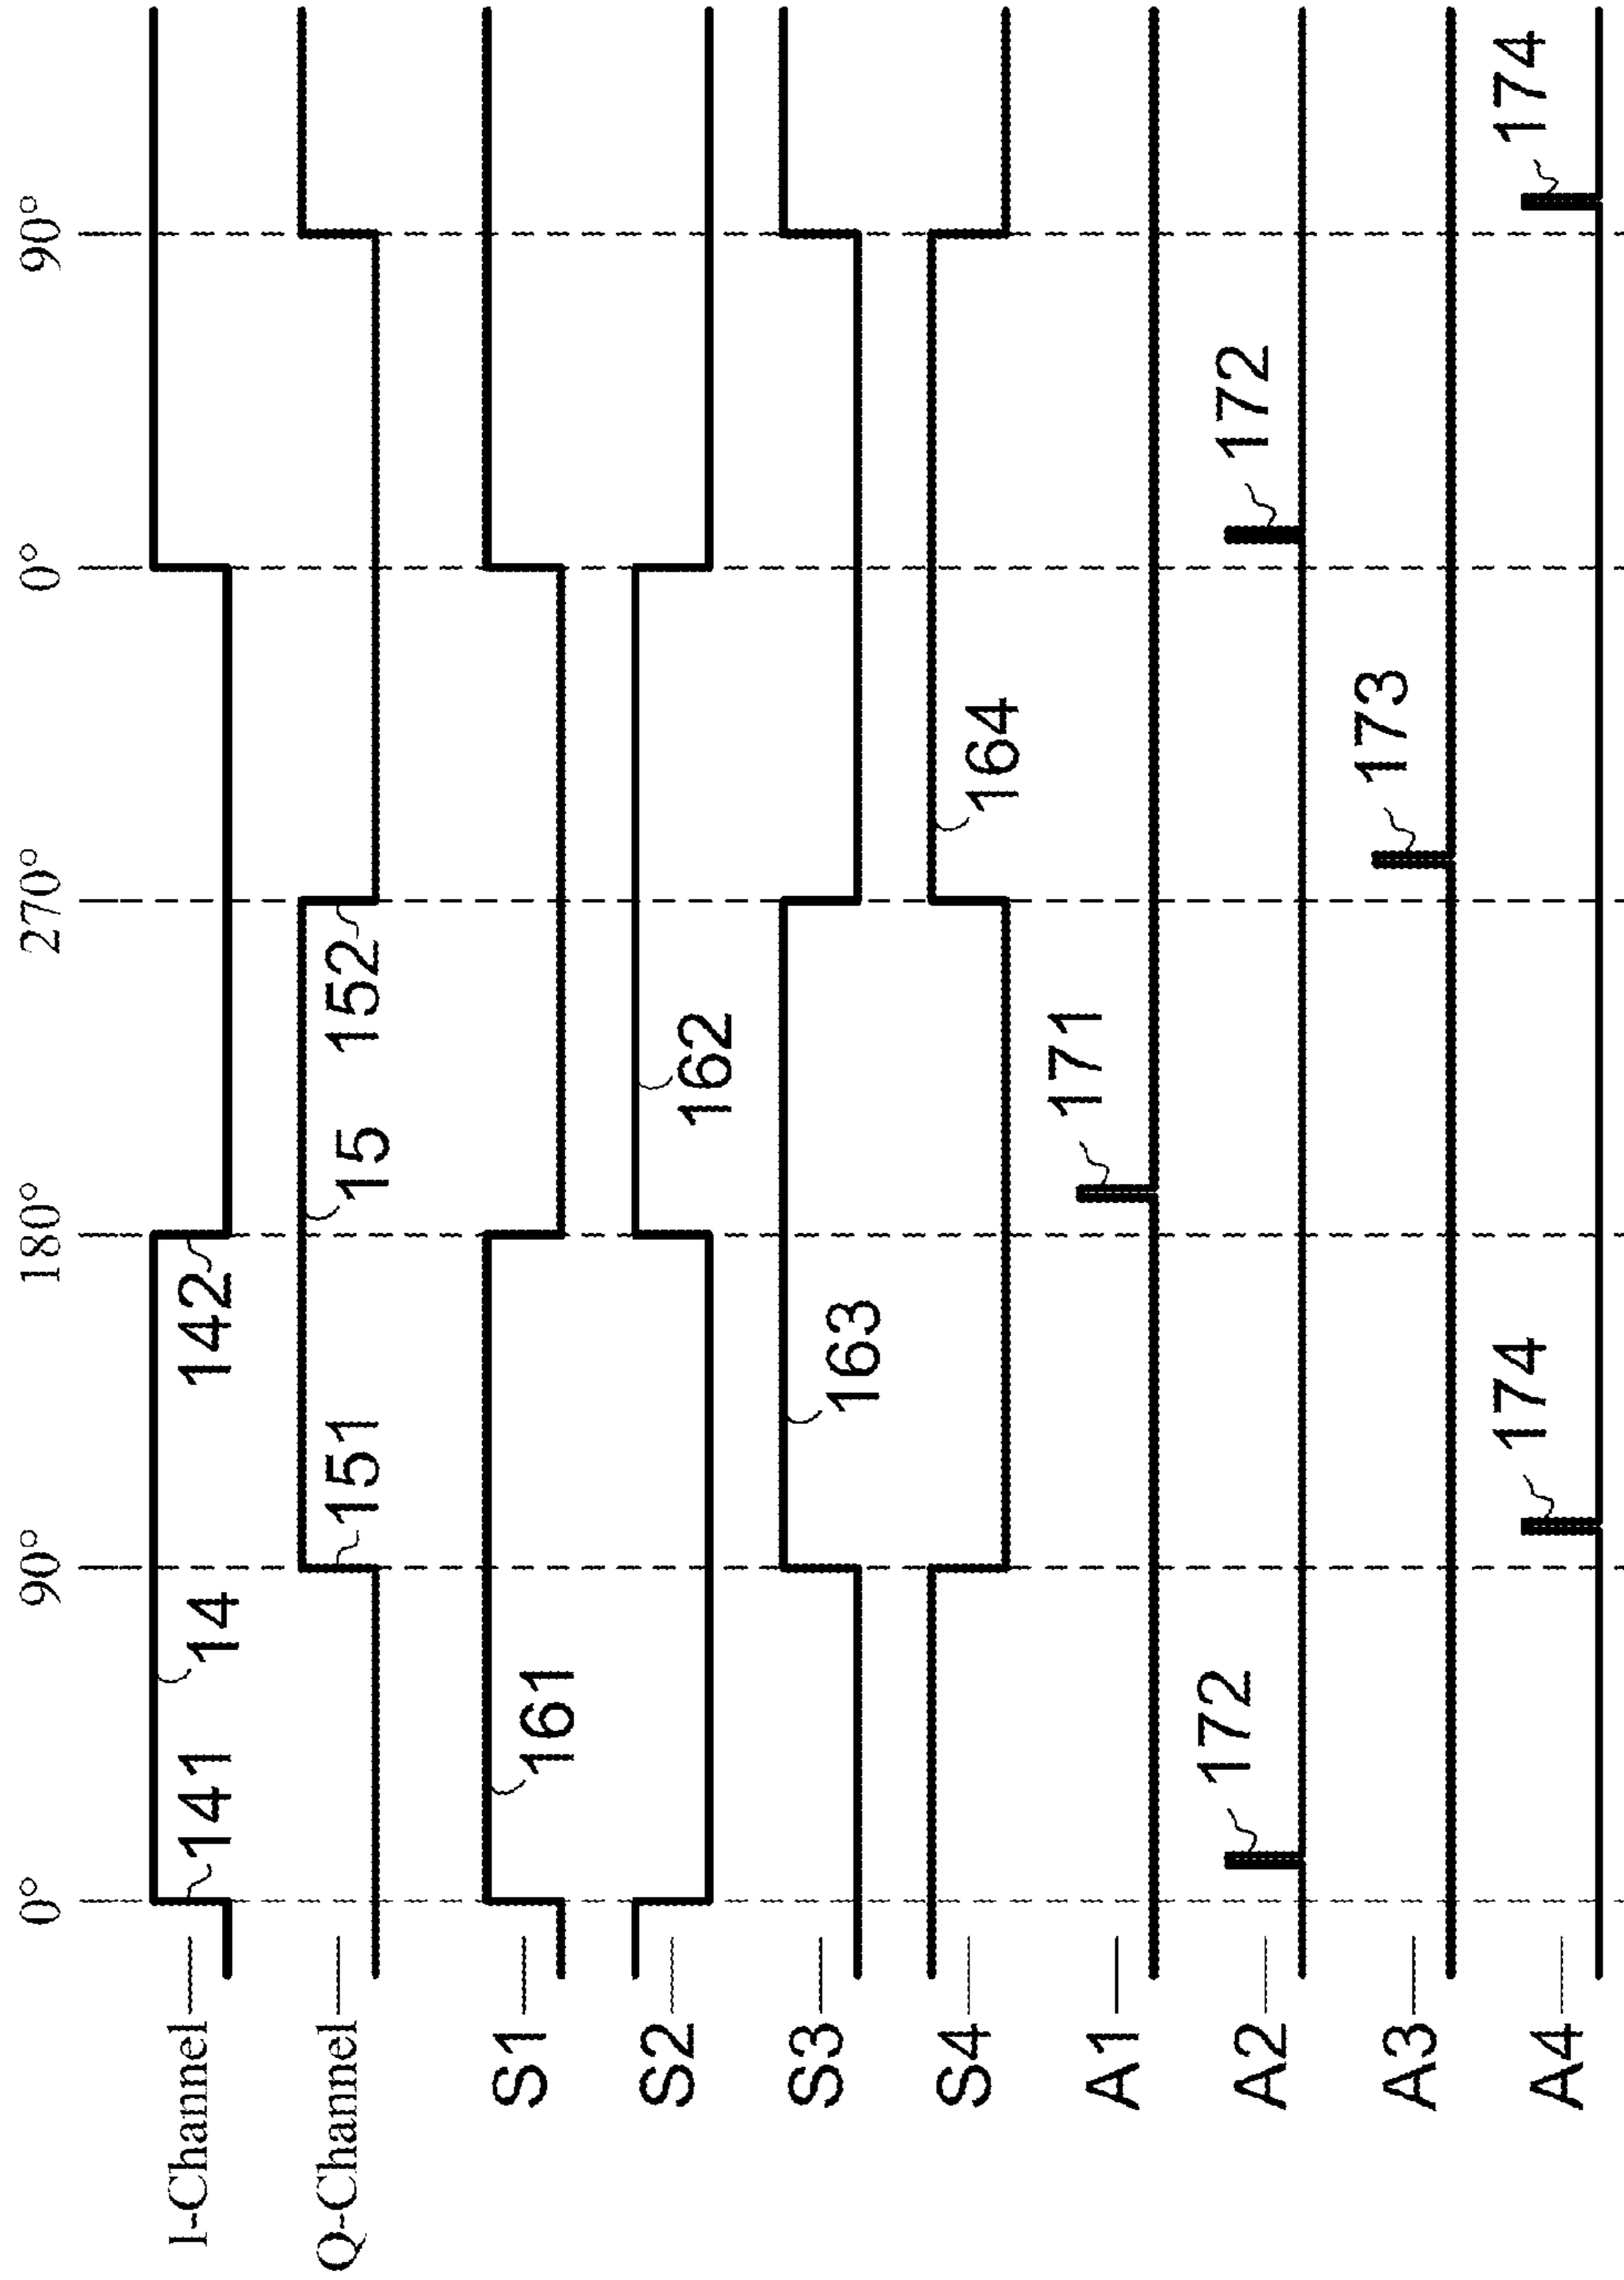 0° 90° 180° 270° 0° 90°
I-Channel 141 14 142
Q-Channel 151 15 152
S1 161
S2 162
S3 163
S4 164
A1 171
A2 172 172
A3 173
A4 174 174